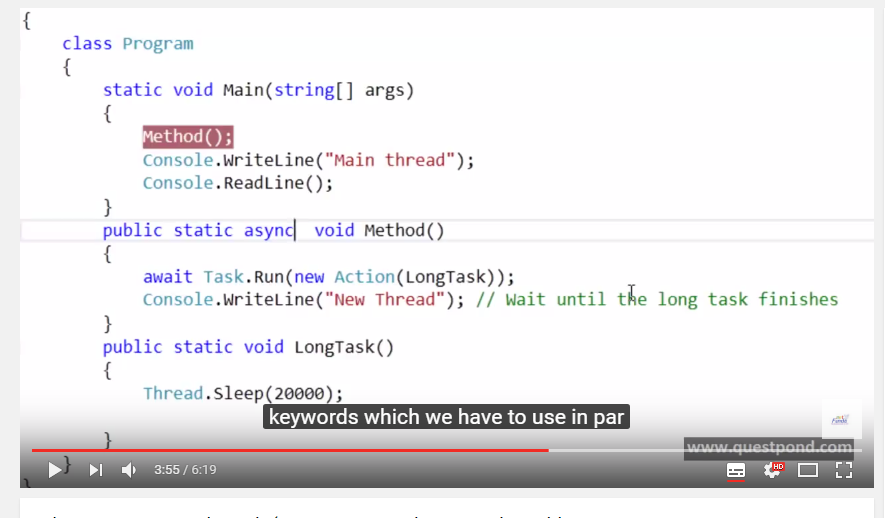 {
class Program
{
static void Main(string[] args)
{
Method();
Console.WriteLine("Main thread");
Console.ReadLine();
}
public static async  void Method()
{
await Task.Run(new Action(LongTask));
Console.WriteLine("New Thread"); // Wait until the long task finishes
}
public static void LongTask()
{
Thread.Sleep(20000);
keywords which we have to use in par
}
www.questpond.com
}
3:55 / 6:19
HD
}